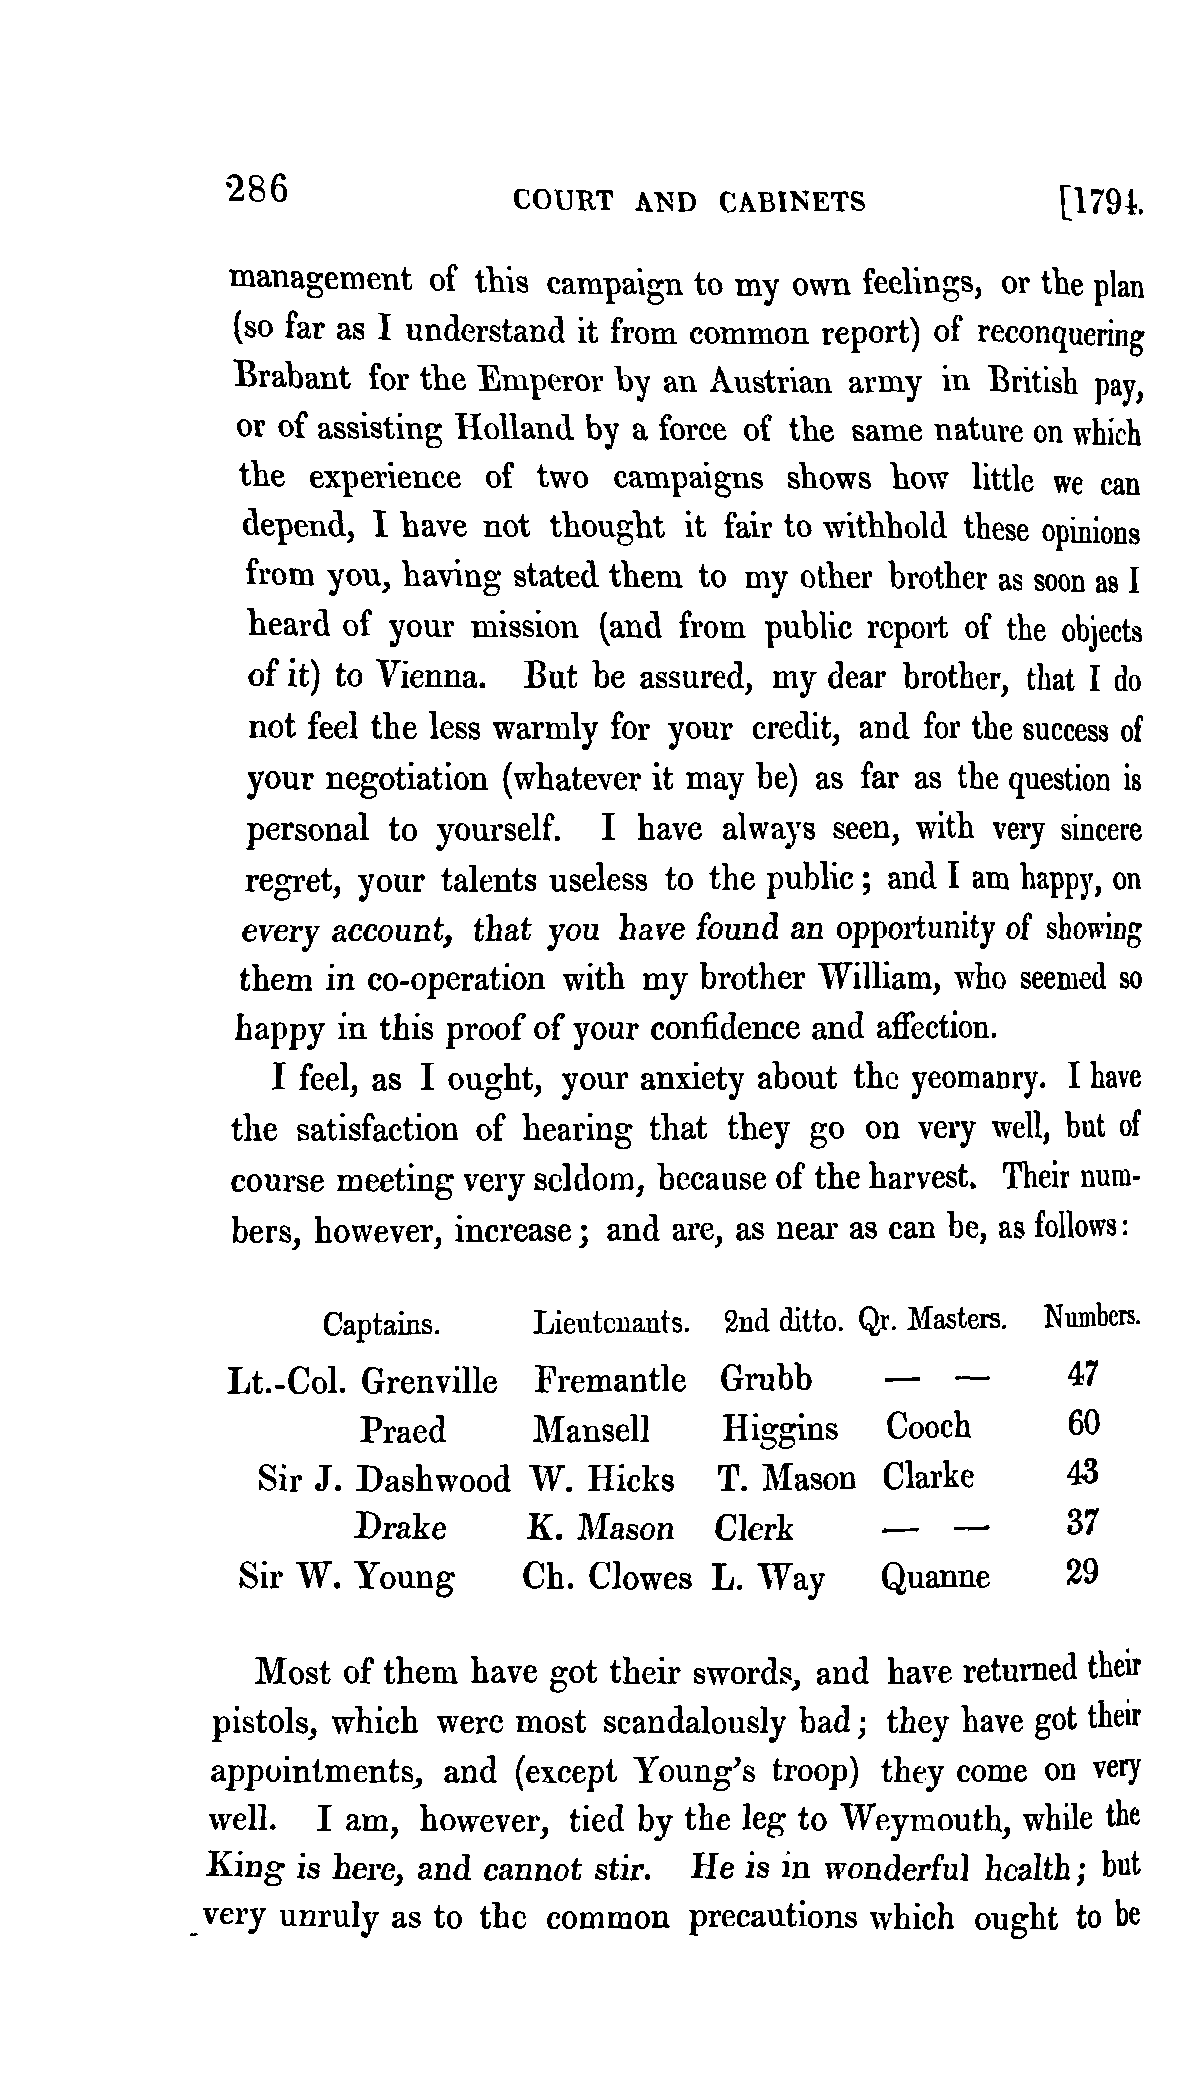 286 COURT AND CABINETS [1794.
management of this campaign to my own feelings, or the plan
(so far as I understand it from common report) of reconquering
Brabant for the Emperor by an Austrian army in British pay,
or of assisting Holland by a force of the same nature on which
the experience of two campaigns shows how little we can
depend, I have not thought it fair to withhold these opinions
from you, having stated them to my other brother as soon as I
heard of your mission (and from public report of the objects
of it) to Vienna. But be assured, my dear brother, that I do
not feel the less warmly for your credit, and for the success of
your negotiation (whatever it may be) as far as the question is
personal to yourself. I have always seen, with very sincere
regret, your talents useless to the public; and I am happy, on
every account, that you have found an opportunity of showing
them in co-operation with my brother William, who seemed so
happy in this proof of your confidence and affection.
I feel, as I ought, your anxiety about the yeomanry. I have
the satisfaction of hearing that they go on very well, but of
course meeting very seldom, because of the harvest. Their num-
bers, however, increase; and are, as near as can be, as follows:
Captains. Lieutenants. 2nd ditto. Qr. Masters. Numbers.
Lt.-Col. Grenville Fremantle Grubb — — 47
Praed Mansell Higgins Cooch 60
Sir J. Dashwood W. Hicks T. Mason Clarke 43
Drake K. Mason Clerk — — 37
Sir W. Young Ch. Clowes L. Way Quanne 29
Most of them have got their swords, and have returned their
pistols, which were most scandalously bad; they have got their
appointments, and (except Young's troop) they come on very
well. I am, however, tied by the leg to Weymouth, while the
King is here, and cannot stir. He is in wonderful health; but
very unruly as to the common precautions which ought to be